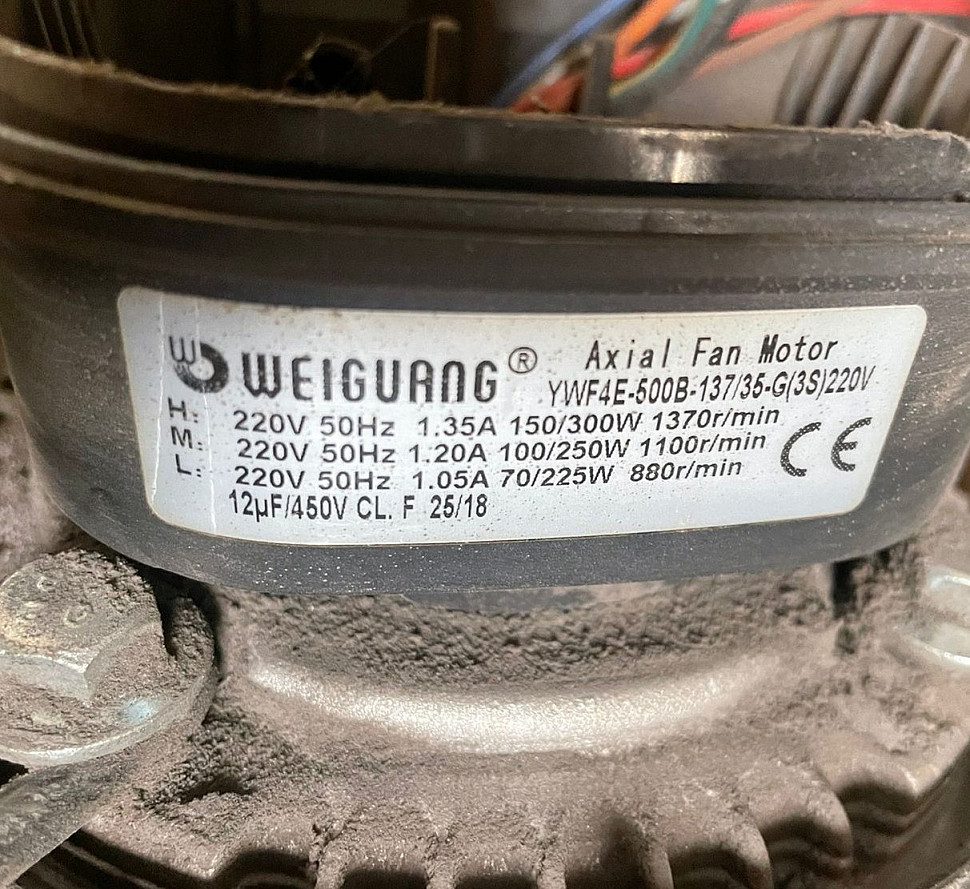 WEIGUANG® Axial Fan Motor
YWF4E-500B-137/35-G(3S)220V
H: 220V 50Hz 1.35A 150/300W 1370r/min
M: 220V 50Hz 1.20A 100/250W 1100r/min
L: 220V 50Hz 1.05A 70/225W 880r/min
CE
12µF/450V CL. F 25/18